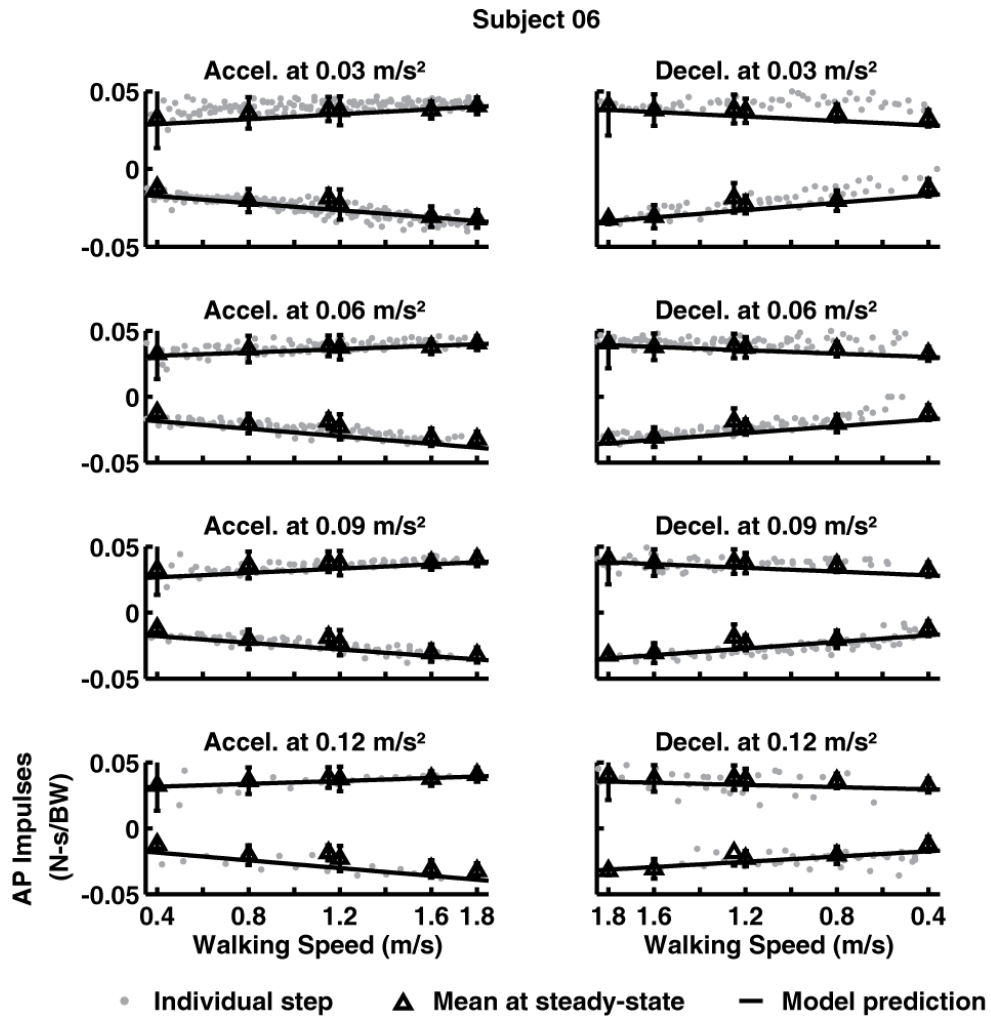 Subject 06
Accel. at 0.03 m/s²
Decel. at 0.03 m/s²
0.05
0
-0.05
Accel. at 0.06 m/s²
Decel. at 0.06 m/s²
0.05
0
-0.05
Accel. at 0.09 m/s²
Decel. at 0.09 m/s²
0.05
0
-0.05
Accel. at 0.12 m/s²
Decel. at 0.12 m/s²
AP Impulses
(N-s/BW)
0.05
0
-0.05
0.4 0.8 1.2 1.6 1.8
1.8 1.6 1.2 0.8 0.4
Walking Speed (m/s)
Walking Speed (m/s)
Individual step
Mean at steady-state
Model prediction